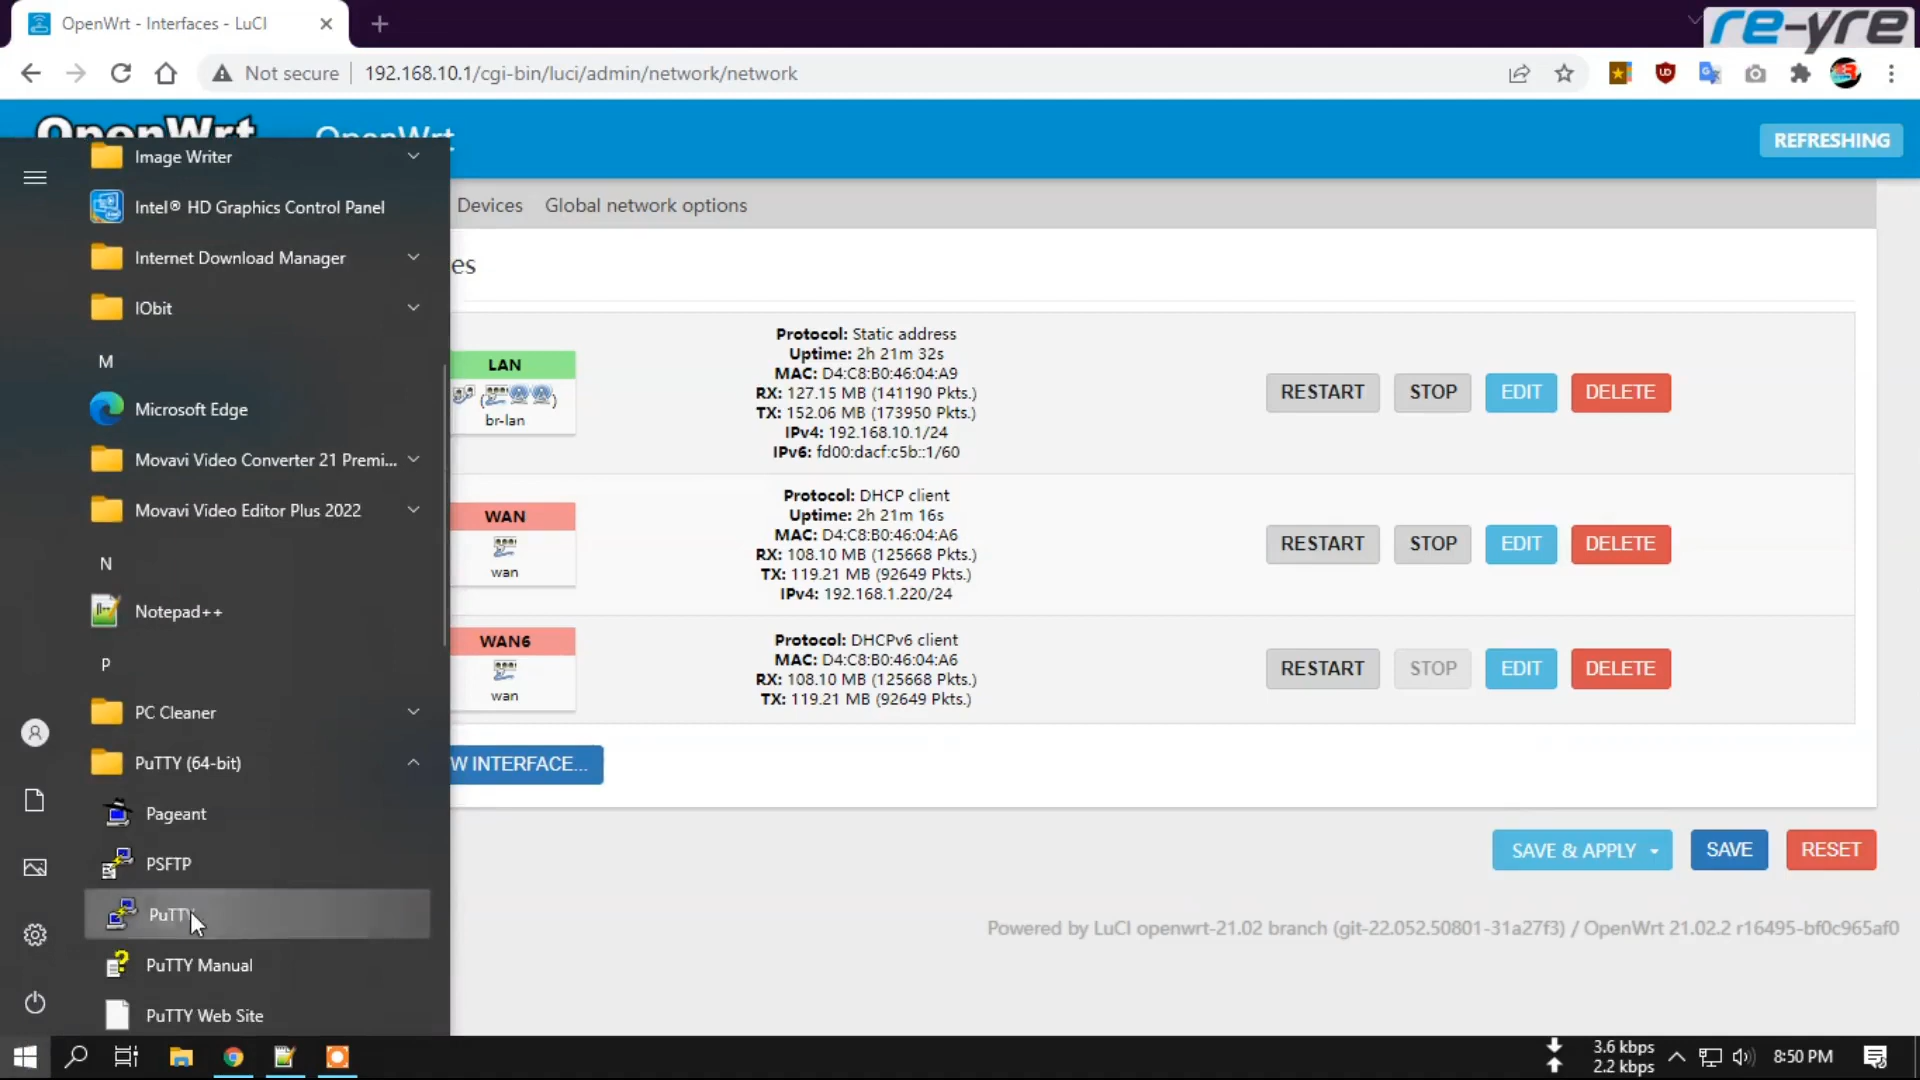 OpenWrt - Interfaces - LuCI
re-yre
Not secure
192.168.10.1/cgi-bin/luci/admin/network/network
OpenWrt
OpenWrt
REFRESHING
Devices
Global network options
es
Image Writer
Intel® HD Graphics Control Panel
Internet Download Manager
IObit
M
Microsoft Edge
Movavi Video Converter 21 Premi...
Movavi Video Editor Plus 2022
N
Notepad++
P
PC Cleaner
PuTTY (64-bit)
Pageant
PSFTP
PuTTY
PuTTY Manual
PuTTY Web Site
LAN
br-lan
Protocol: Static address
Uptime: 2h 21m 32s
MAC: D4:C8:B0:46:04:A9
RX: 127.15 MB (141190 Pkts.)
TX: 152.06 MB (173950 Pkts.)
IPv4: 192.168.10.1/24
IPv6: fd00:dacf:c5b::1/60
RESTART
STOP
EDIT
DELETE
WAN
wan
Protocol: DHCP client
Uptime: 2h 21m 16s
MAC: D4:C8:B0:46:04:A6
RX: 108.10 MB (125668 Pkts.)
TX: 119.21 MB (92649 Pkts.)
IPv4: 192.168.1.220/24
RESTART
STOP
EDIT
DELETE
WAN6
wan
Protocol: DHCPv6 client
MAC: D4:C8:B0:46:04:A6
RX: 108.10 MB (125668 Pkts.)
TX: 119.21 MB (92649 Pkts.)
RESTART
STOP
EDIT
DELETE
W INTERFACE...
SAVE & APPLY
SAVE
RESET
Powered by LuCI openwrt-21.02 branch (git-22.052.50801-31a27f3) / OpenWrt 21.02.2 r16495-bf0c965af0
3.6 kbps
2.2 kbps
8:50 PM